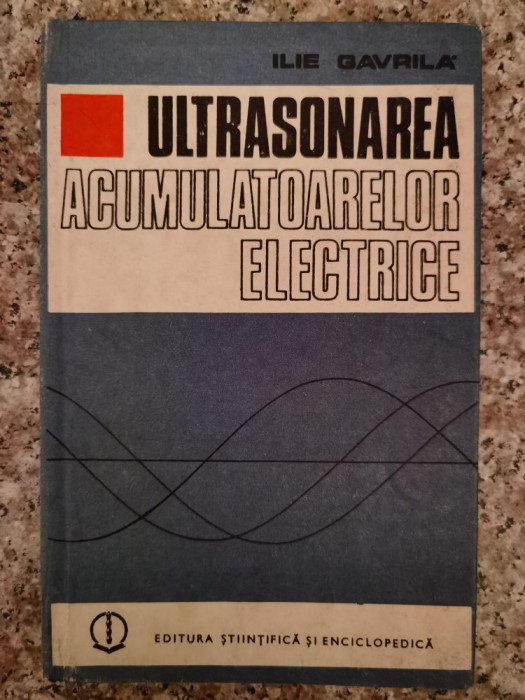 ILIE GAVRILĂ
ULTRASONAREA
ACUMULATOARELOR
ELECTRICE
EDITURA ȘTIINȚIFICĂ ȘI ENCICLOPEDICĂ